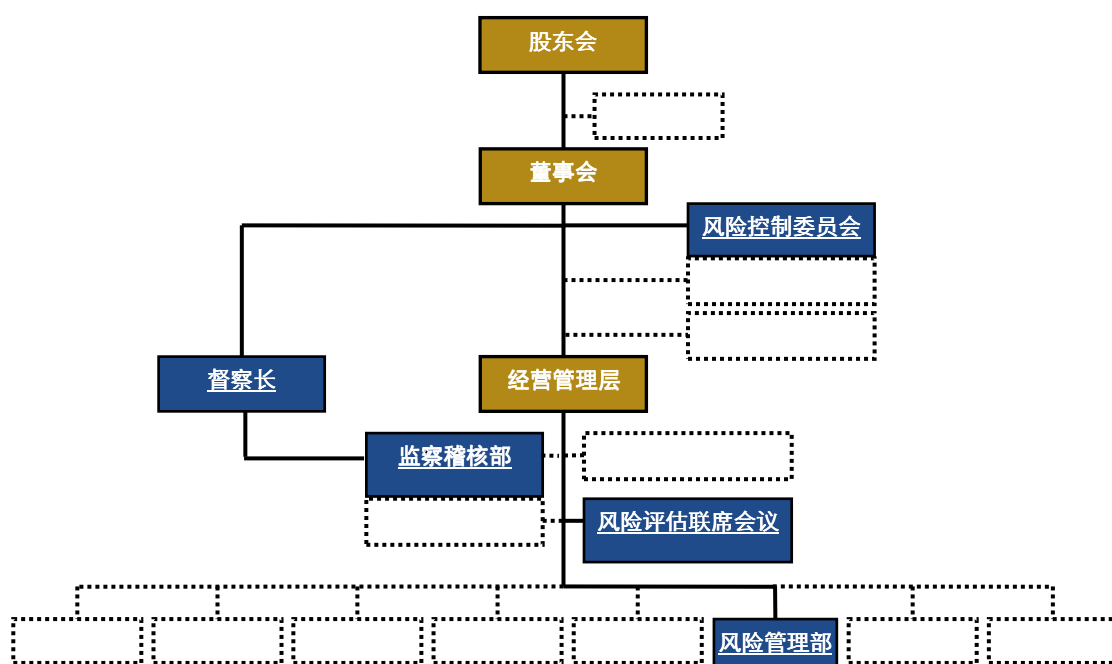 股东会
董事会
风险控制委员会
督察长
经营管理层
监察稽核部
风险评估联席会议
风险管理部